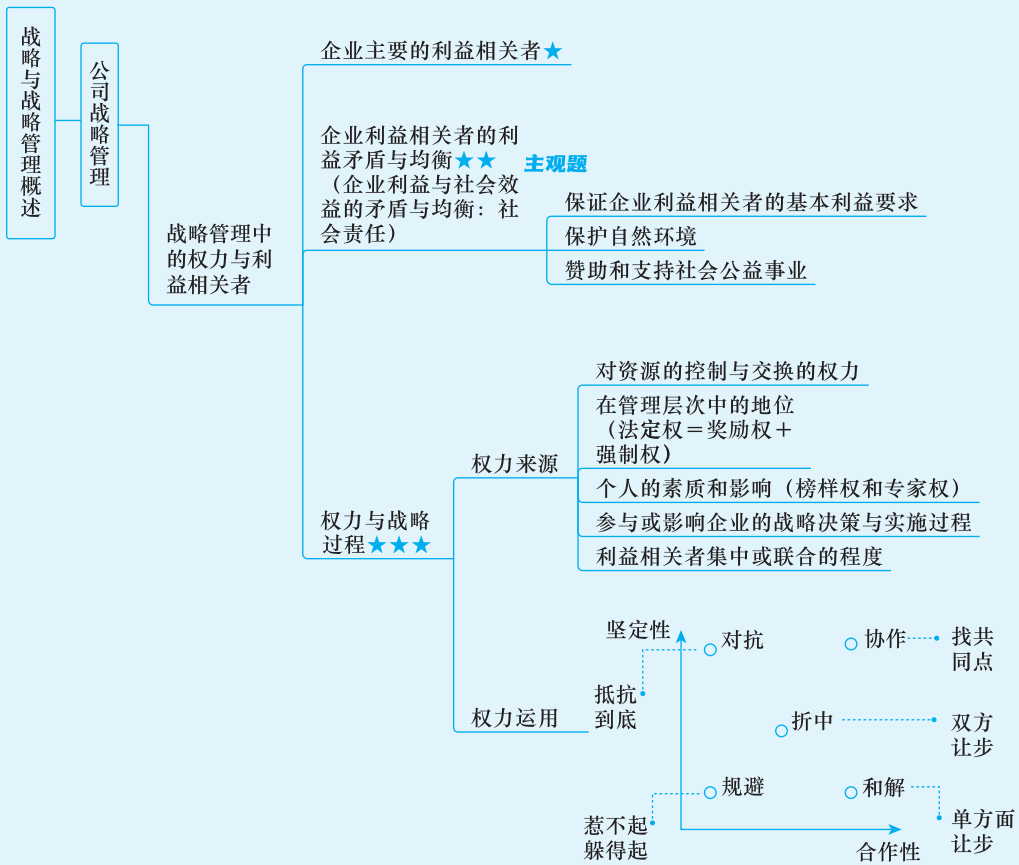 战略与战略管理概述
公司战略管理
战略管理中
的权力与利
益相关者
企业主要的利益相关者★
企业利益相关者的利
益矛盾与均衡★★
（企业利益与社会效
益的矛盾与均衡：社
会责任）
主观题
保证企业利益相关者的基本利益要求
保护自然环境
赞助和支持社会公益事业
权力与战略
过程★★★
权力来源
对资源的控制与交换的权力
在管理层次中的地位
（法定权＝奖励权＋
强制权）
个人的素质和影响（榜样权和专家权）
参与或影响企业的战略决策与实施过程
利益相关者集中或联合的程度
权力运用
坚定性
对抗
抵抗
到底
协作
找共
同点
折中
双方
让步
规避
惹不起
躲得起
和解
单方面
让步
合作性